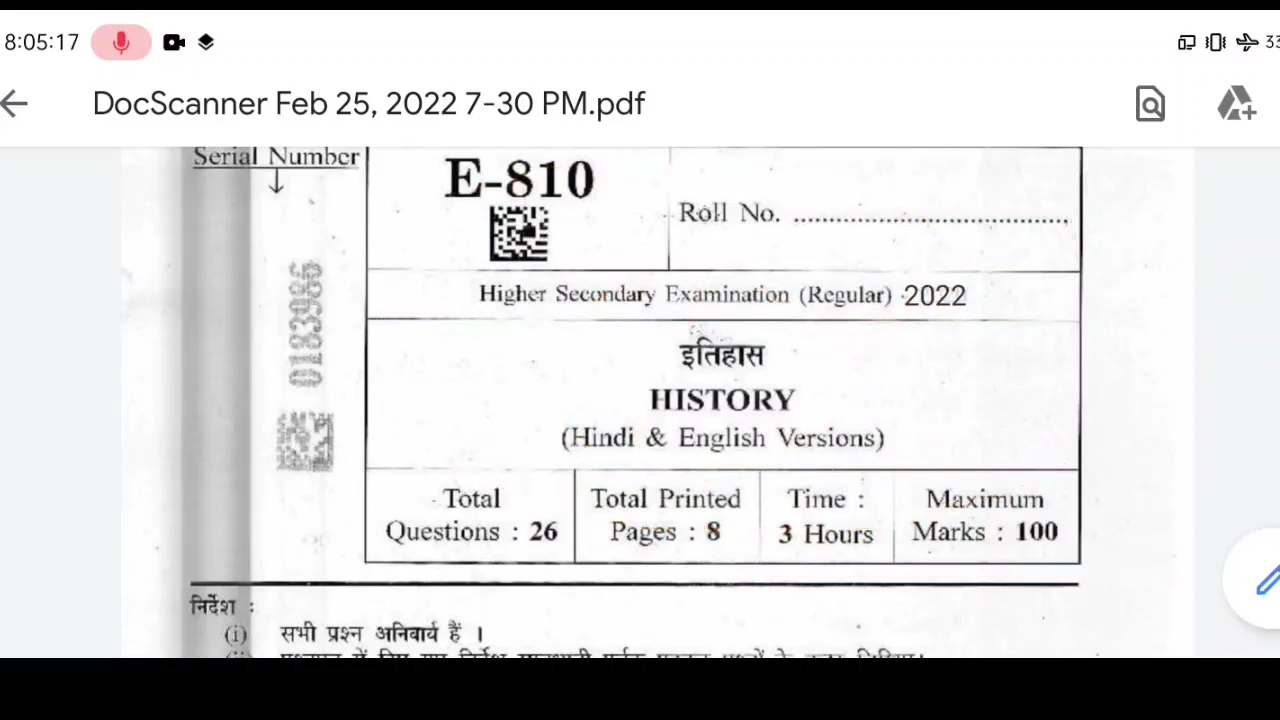 8:05:17
33
DocScanner Feb 25, 2022 7-30 PM.pdf
Serial Number
E-810
Roll No. ........................................
0183986
Higher Secondary Examination (Regular) 2022
इतिहास
HISTORY
(Hindi & English Versions)
Total Questions : 26
Total Printed Pages : 8
Time : 3 Hours
Maximum Marks : 100
निर्देश :
(i) सभी प्रश्न अनिवार्य हैं ।